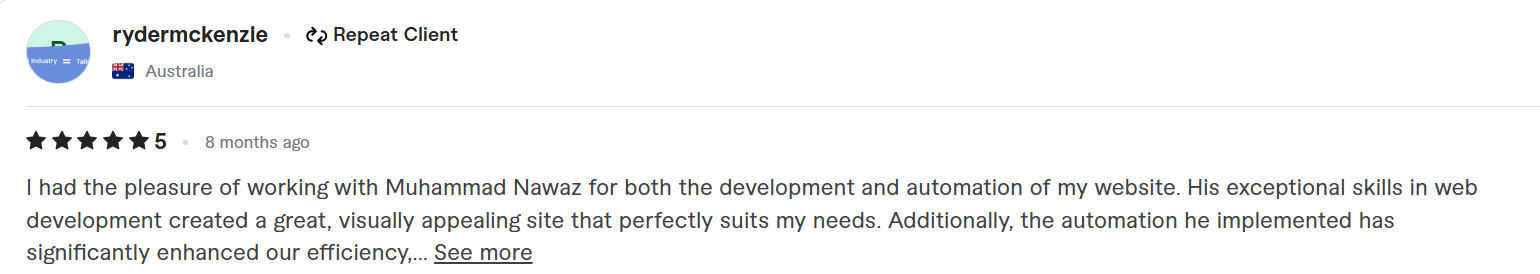 rydermckenzie • Repeat Client
Industry =
Australia
5 • 8 months ago
I had the pleasure of working with Muhammad Nawaz for both the development and automation of my website. His exceptional skills in web
development created a great, visually appealing site that perfectly suits my needs. Additionally, the automation he implemented has
significantly enhanced our efficiency,... See more